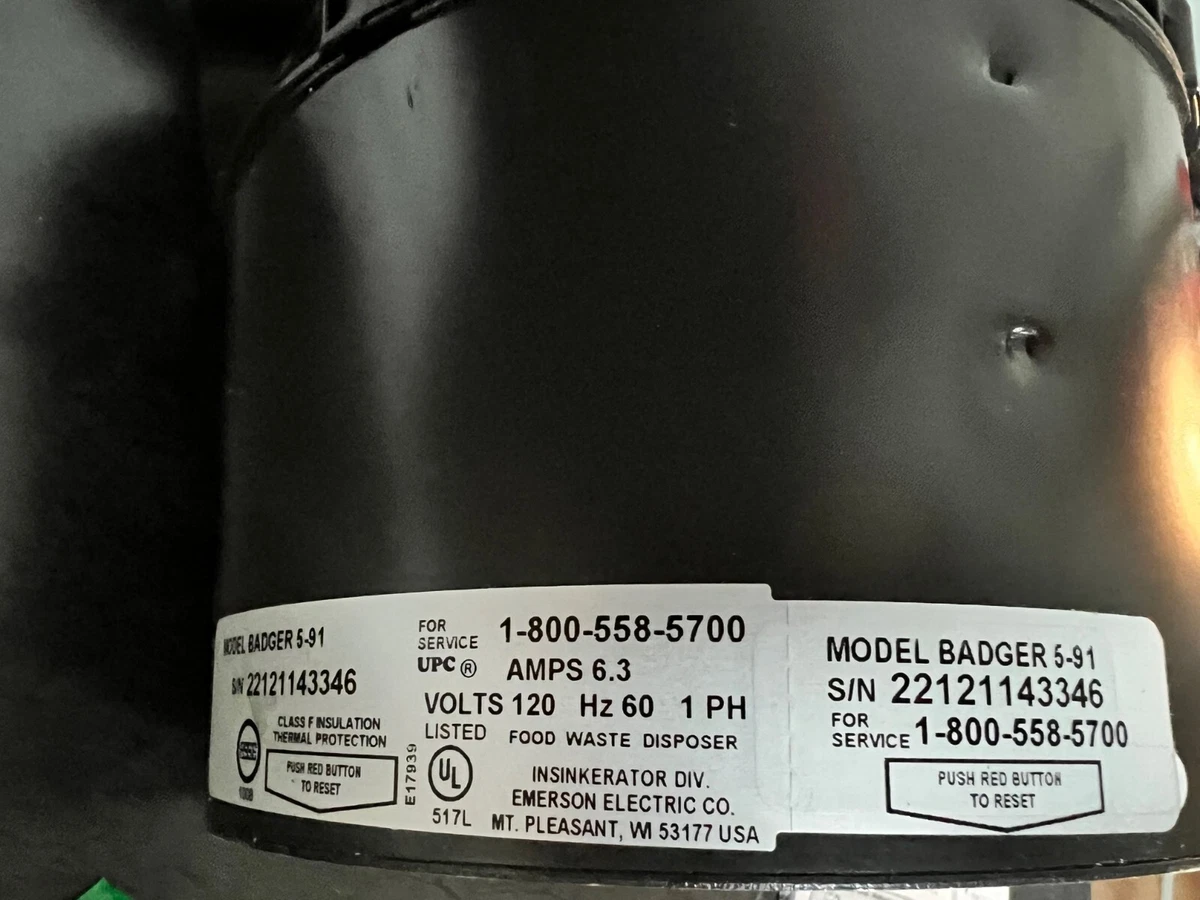 MODEL BADGER 5-91
S/N 22121143346
CLASS F INSULATION
THERMAL PROTECTION
PUSH RED BUTTON
TO RESET
E17939
FOR
SERVICE 1-800-558-5700
UPC ® AMPS 6.3
VOLTS 120 Hz 60 1 PH
LISTED FOOD WASTE DISPOSER
UL
517L
INSINKERATOR DIV.
EMERSON ELECTRIC CO.
MT. PLEASANT, WI 53177 USA
MODEL BADGER 5-91
S/N 22121143346
FOR
SERVICE 1-800-558-5700
PUSH RED BUTTON
TO RESET